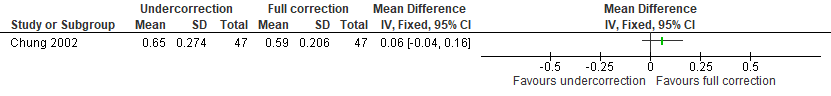 Undercorrection Full correction Mean Difference Mean Difference
Study or Subgroup Mean SD Total Mean SD Total IV, Fixed, 95% CI IV, Fixed, 95% CI
Chung 2002 0.65 0.274 47 0.59 0.206 47 0.06 [-0.04, 0.16]
-0.5 -0.25 0 0.25 0.5
Favours undercorrection Favours full correction